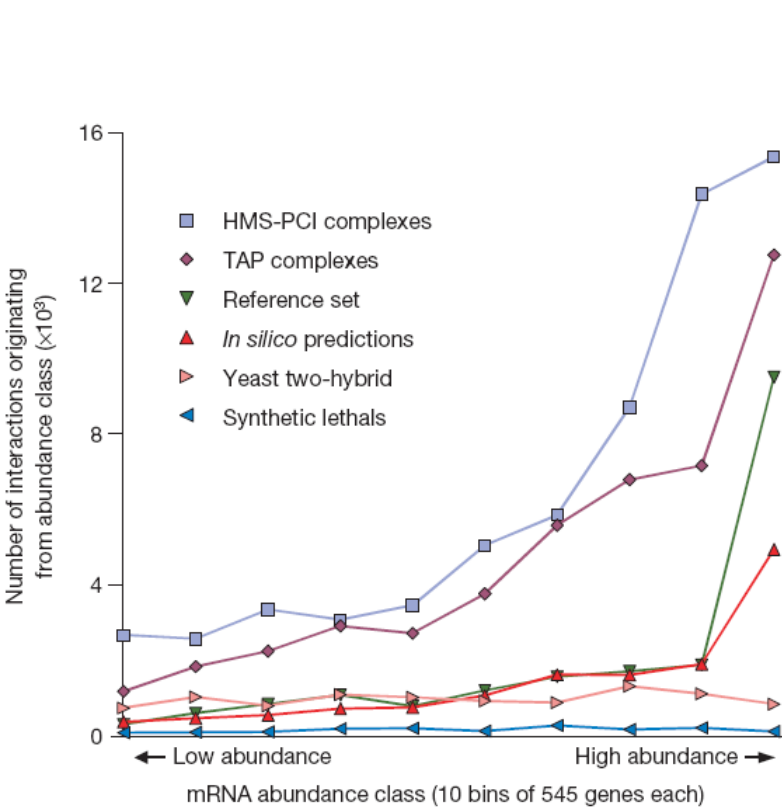 16
12
8
4
0
Number of interactions originating
from abundance class (×10³)
HMS-PCI complexes
TAP complexes
Reference set
In silico predictions
Yeast two-hybrid
Synthetic lethals
Low abundance
High abundance
mRNA abundance class (10 bins of 545 genes each)